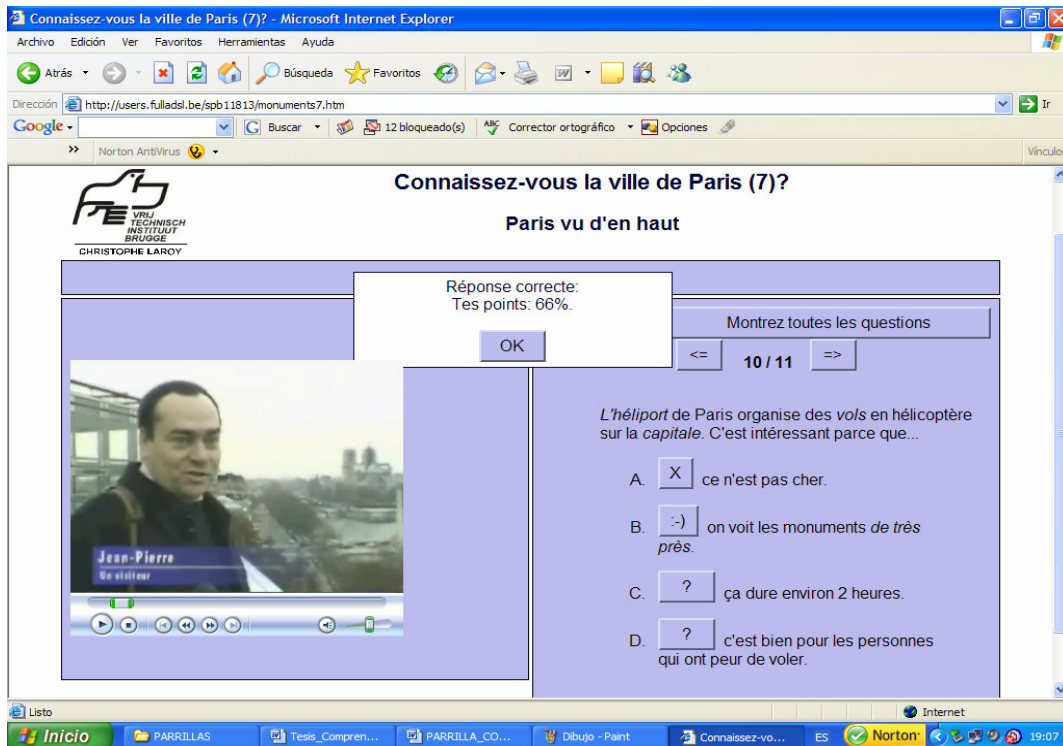 Connaissez-vous la ville de Paris (7)? - Microsoft Internet Explorer
Archivo Edición Ver Favoritos Herramientas Ayuda
Atrás Búsqueda Favoritos
Dirección http://users.fulladsl.be/spb11813/monuments7.htm Ir
Google Buscar 12 bloqueado(s) ABC Corrector ortográfico Opciones
Norton AntiVirus Vínculo
VRIJ
TECHNISCH
INSTITUUT
BRUGGE
CHRISTOPHE LAROY
Connaissez-vous la ville de Paris (7)?
Paris vu d'en haut
Réponse correcte:
Tes points: 66%.
OK
Montrez toutes les questions
<= 10 / 11 =>
Jean-Pierre
Un visiteur
L'héliport de Paris organise des vols en hélicoptère
sur la capitale. C'est intéressant parce que...
A. X ce n'est pas cher.
B. :-) on voit les monuments de très
près.
C. ? ça dure environ 2 heures.
D. ? c'est bien pour les personnes
qui ont peur de voler.
Listo Internet
Inicio PARRILLAS Tesis_Compren... PARRILLA_CO... Dibujo - Paint Connaissez-vo... ES Norton 19:07